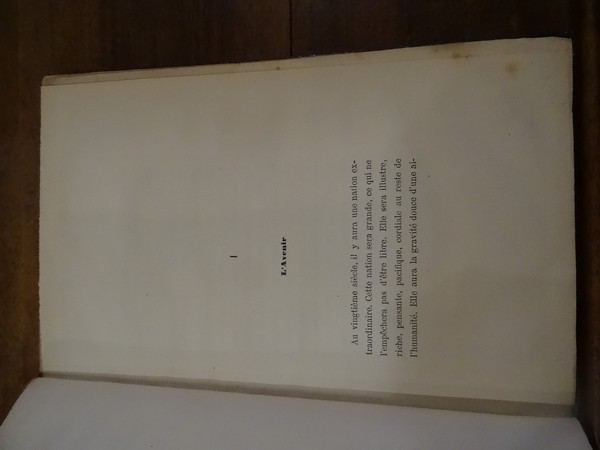 I
L'Avenir
Au vingtième siècle, il y aura une nation ex-
traordinaire. Cette nation sera grande, ce qui ne
l'empêchera pas d'être libre. Elle sera illustre,
riche, pensante, pacifique, cordiale au reste de
l'humanité. Elle aura la gravité douce d'une aî-